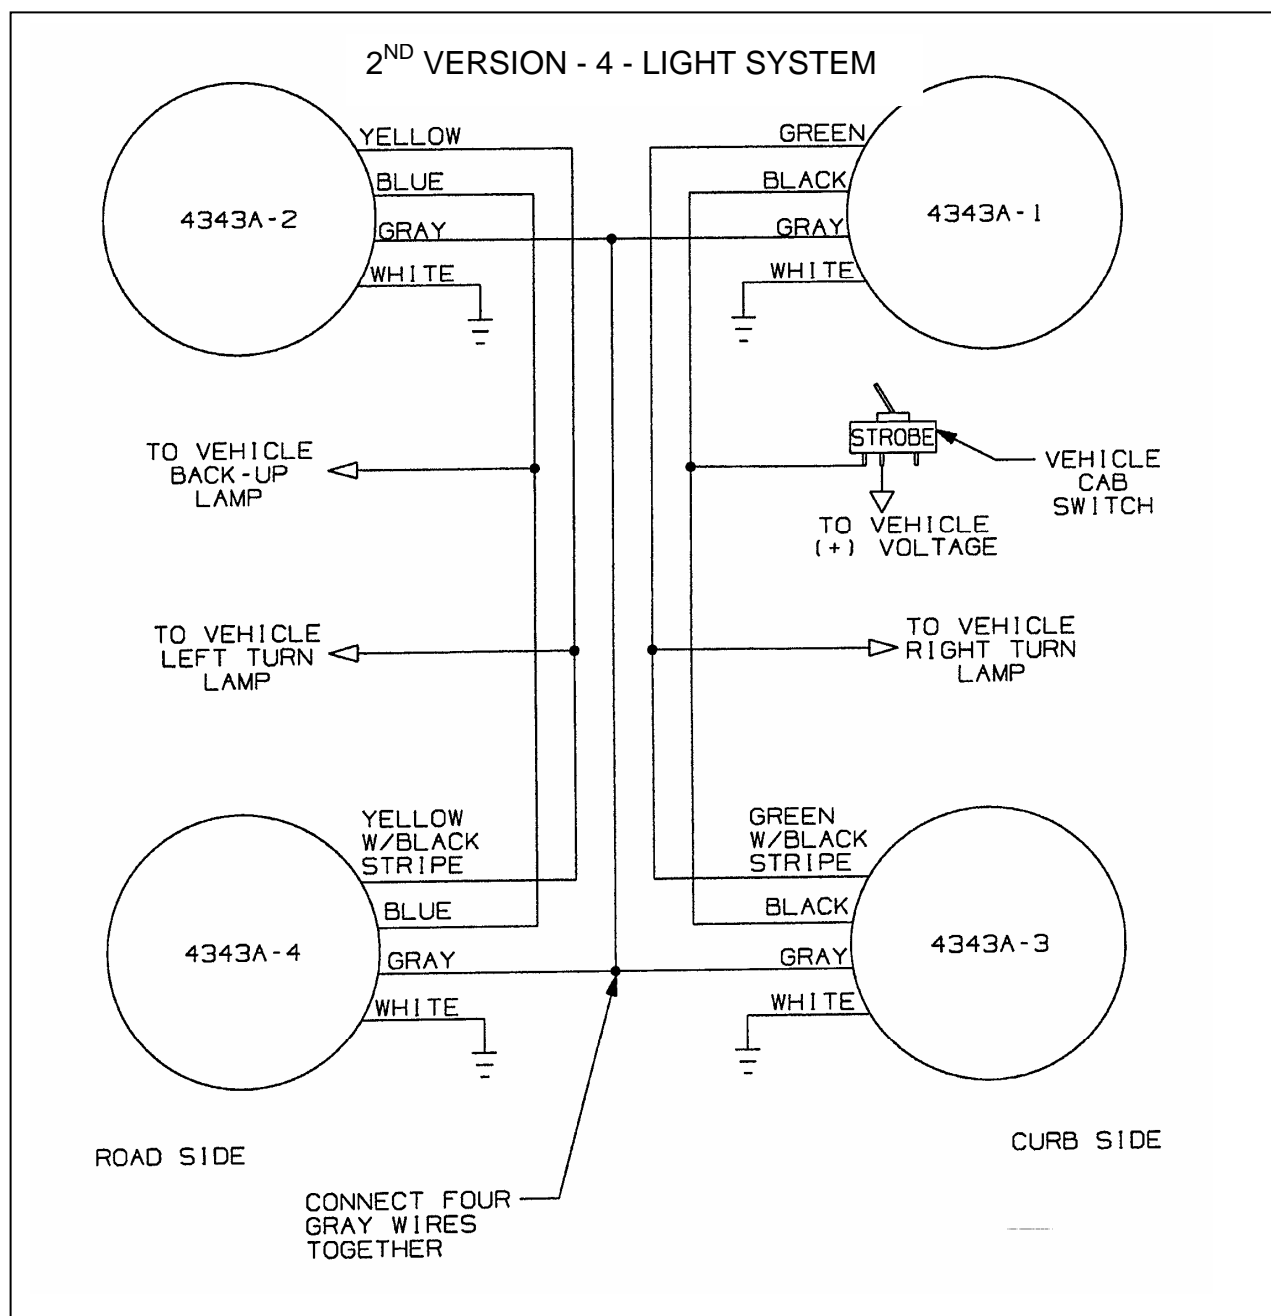 2ND VERSION - 4 - LIGHT SYSTEM
YELLOW
BLUE
GRAY
WHITE
4343A-2
GREEN
BLACK
GRAY
WHITE
4343A-1
TO VEHICLE
BACK-UP
LAMP
STROBE
VEHICLE
CAB
SWITCH
TO VEHICLE
(+) VOLTAGE
TO VEHICLE
LEFT TURN
LAMP
TO VEHICLE
RIGHT TURN
LAMP
YELLOW
W/BLACK
STRIPE
BLUE
GRAY
WHITE
4343A-4
GREEN
W/BLACK
STRIPE
BLACK
GRAY
WHITE
4343A-3
ROAD SIDE
CURB SIDE
CONNECT FOUR
GRAY WIRES
TOGETHER